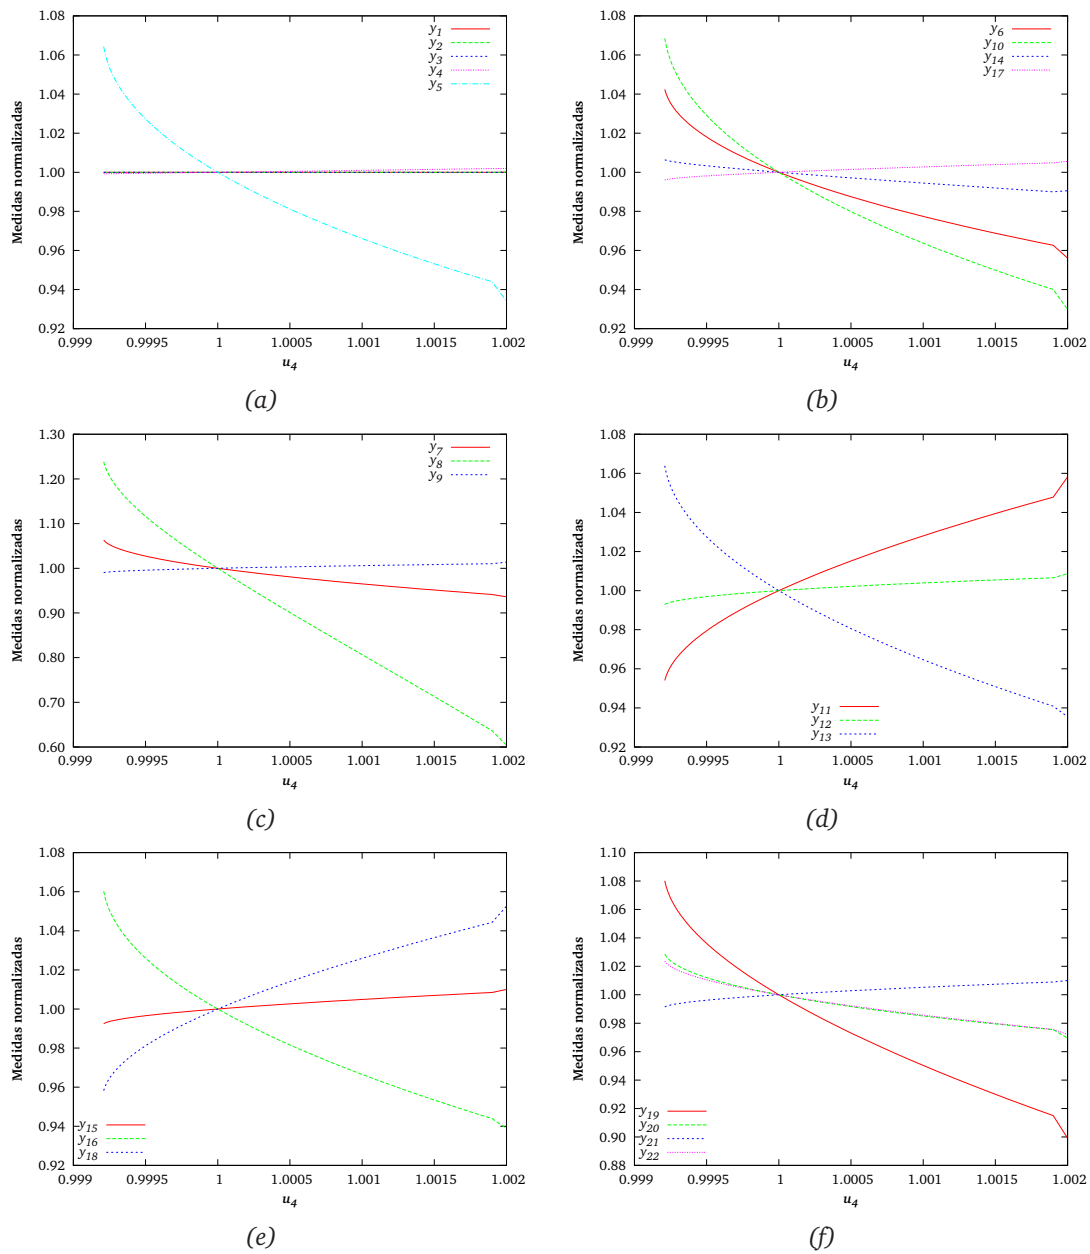 1.08
1.06
1.04
1.02
1.00
0.98
0.96
0.94
0.92
Medidas normalizadas
y1
y2
y3
y4
y5
0.999 0.9995 1 1.0005 1.001 1.0015 1.002
u4
(a)
1.08
1.06
1.04
1.02
1.00
0.98
0.96
0.94
0.92
Medidas normalizadas
y6
y10
y14
y17
0.999 0.9995 1 1.0005 1.001 1.0015 1.002
u4
(b)
1.30
1.20
1.10
1.00
0.90
0.80
0.70
0.60
Medidas normalizadas
y7
y8
y9
0.999 0.9995 1 1.0005 1.001 1.0015 1.002
u4
(c)
1.08
1.06
1.04
1.02
1.00
0.98
0.96
0.94
0.92
Medidas normalizadas
y11
y12
y13
0.999 0.9995 1 1.0005 1.001 1.0015 1.002
u4
(d)
1.08
1.06
1.04
1.02
1.00
0.98
0.96
0.94
0.92
Medidas normalizadas
y15
y16
y18
0.999 0.9995 1 1.0005 1.001 1.0015 1.002
u4
(e)
1.10
1.08
1.06
1.04
1.02
1.00
0.98
0.96
0.94
0.92
0.90
0.88
Medidas normalizadas
y19
y20
y21
y22
0.999 0.9995 1 1.0005 1.001 1.0015 1.002
u4
(f)